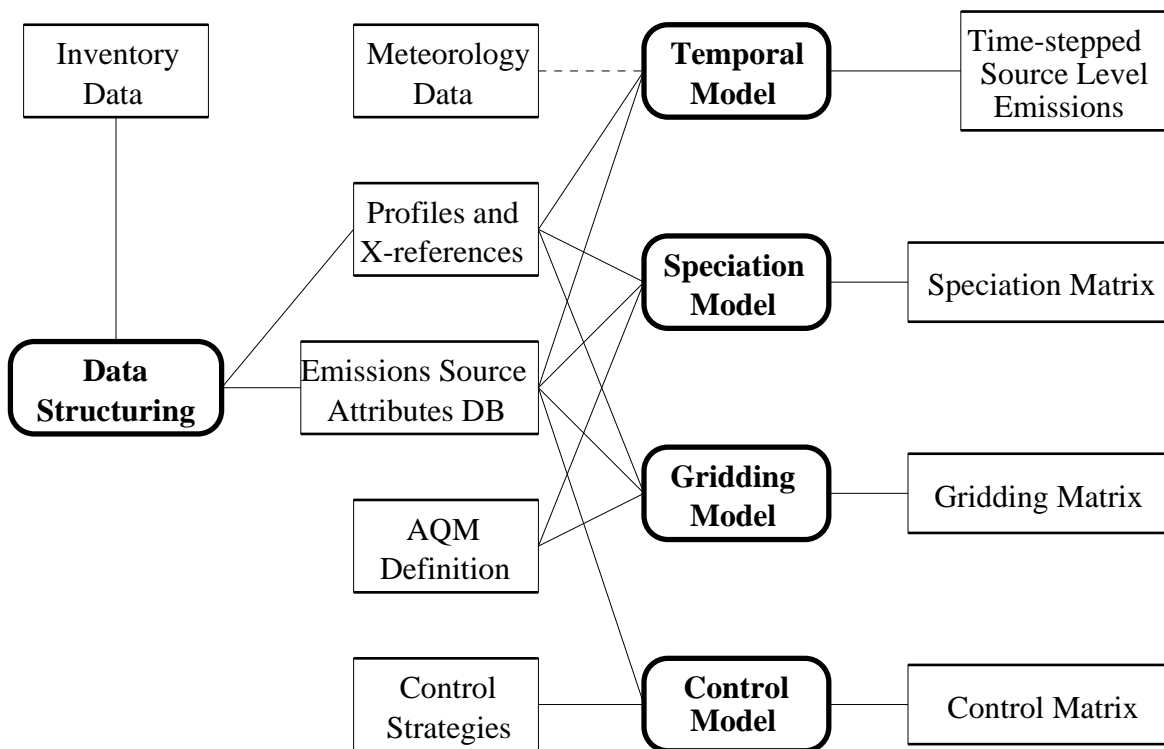 Inventory
Data
Meteorology
Data
Temporal
Model
Time-stepped
Source Level
Emissions
Profiles and
X-references
Speciation
Model
Speciation Matrix
Data
Structuring
Emissions Source
Attributes DB
Gridding
Model
Gridding Matrix
AQM
Definition
Control
Strategies
Control
Model
Control Matrix